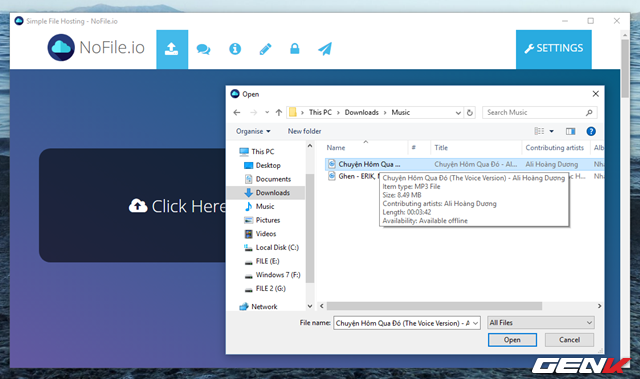 Simple File Hosting - NoFile.io
NoFile.io
SETTINGS
Click Here
Open
This PC > Downloads > Music
Search Music
Organise
New folder
Name
#
Title
Contributing artists
Al
This PC
Desktop
Documents
Downloads
Music
Pictures
Videos
Local Disk (C:)
FILE (E:)
Windows 7 (F:)
FILE 2 (G:)
Network
Chuyện Hôm Qua ...
Chuyện Hôm Qua Đó - Al...
Ali Hoàng Dương
Nhạ
Ghen - ERIK,
Chuyện Hôm Qua Đó (The Voice Version) - Ali Hoàng Dương
Item type: MP3 File
Size: 8.49 MB
Contributing artists: Ali Hoàng Dương
Length: 00:03:42
Availability: Available offline
File name:
Chuyện Hôm Qua Đó (The Voice Version) - A
All Files
Open
Cancel
GENK